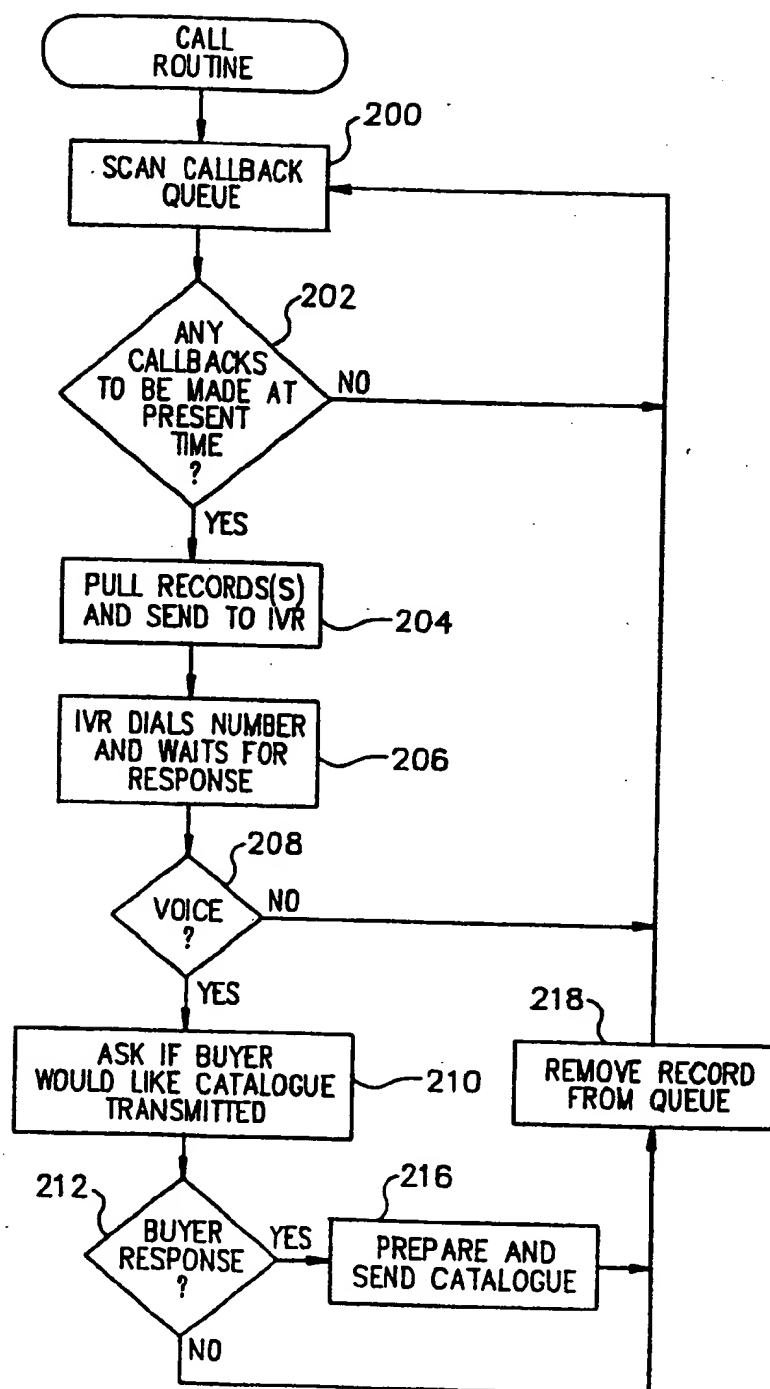 CALL
ROUTINE
200
SCAN CALLBACK
QUEUE
202
ANY
CALLBACKS
TO BE MADE AT
PRESENT
TIME
?
NO
YES
PULL RECORDS(S)
AND SEND TO IVR
204
IVR DIALS NUMBER
AND WAITS FOR
RESPONSE
206
208
VOICE
?
NO
YES
ASK IF BUYER
WOULD LIKE CATALOGUE
TRANSMITTED
210
218
REMOVE RECORD
FROM QUEUE
212
BUYER
RESPONSE
?
YES
216
PREPARE AND
SEND CATALOGUE
NO